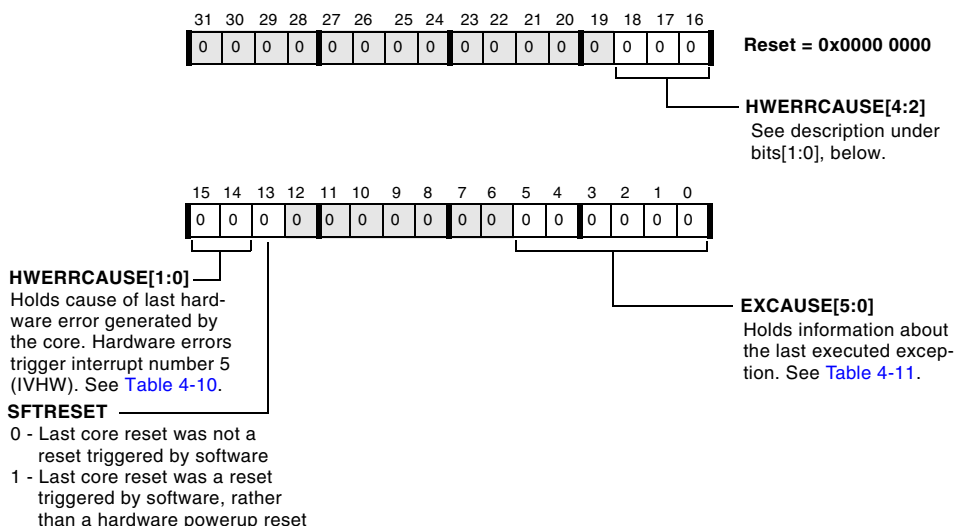 31 30 29 28 27 26 25 24 23 22 21 20 19 18 17 16
0 0 0 0 0 0 0 0 0 0 0 0 0 0 0 0
Reset = 0x0000 0000
HWERRCAUSE[4:2]
See description under
bits[1:0], below.
15 14 13 12 11 10 9 8 7 6 5 4 3 2 1 0
0 0 0 0 0 0 0 0 0 0 0 0 0 0 0 0
HWERRCAUSE[1:0]
Holds cause of last hard-
ware error generated by
the core. Hardware errors
trigger interrupt number 5
(IVHW). See Table 4-10.
SFTRESET
0 - Last core reset was not a
reset triggered by software
1 - Last core reset was a reset
triggered by software, rather
than a hardware powerup reset
EXCAUSE[5:0]
Holds information about
the last executed excep-
tion. See Table 4-11.